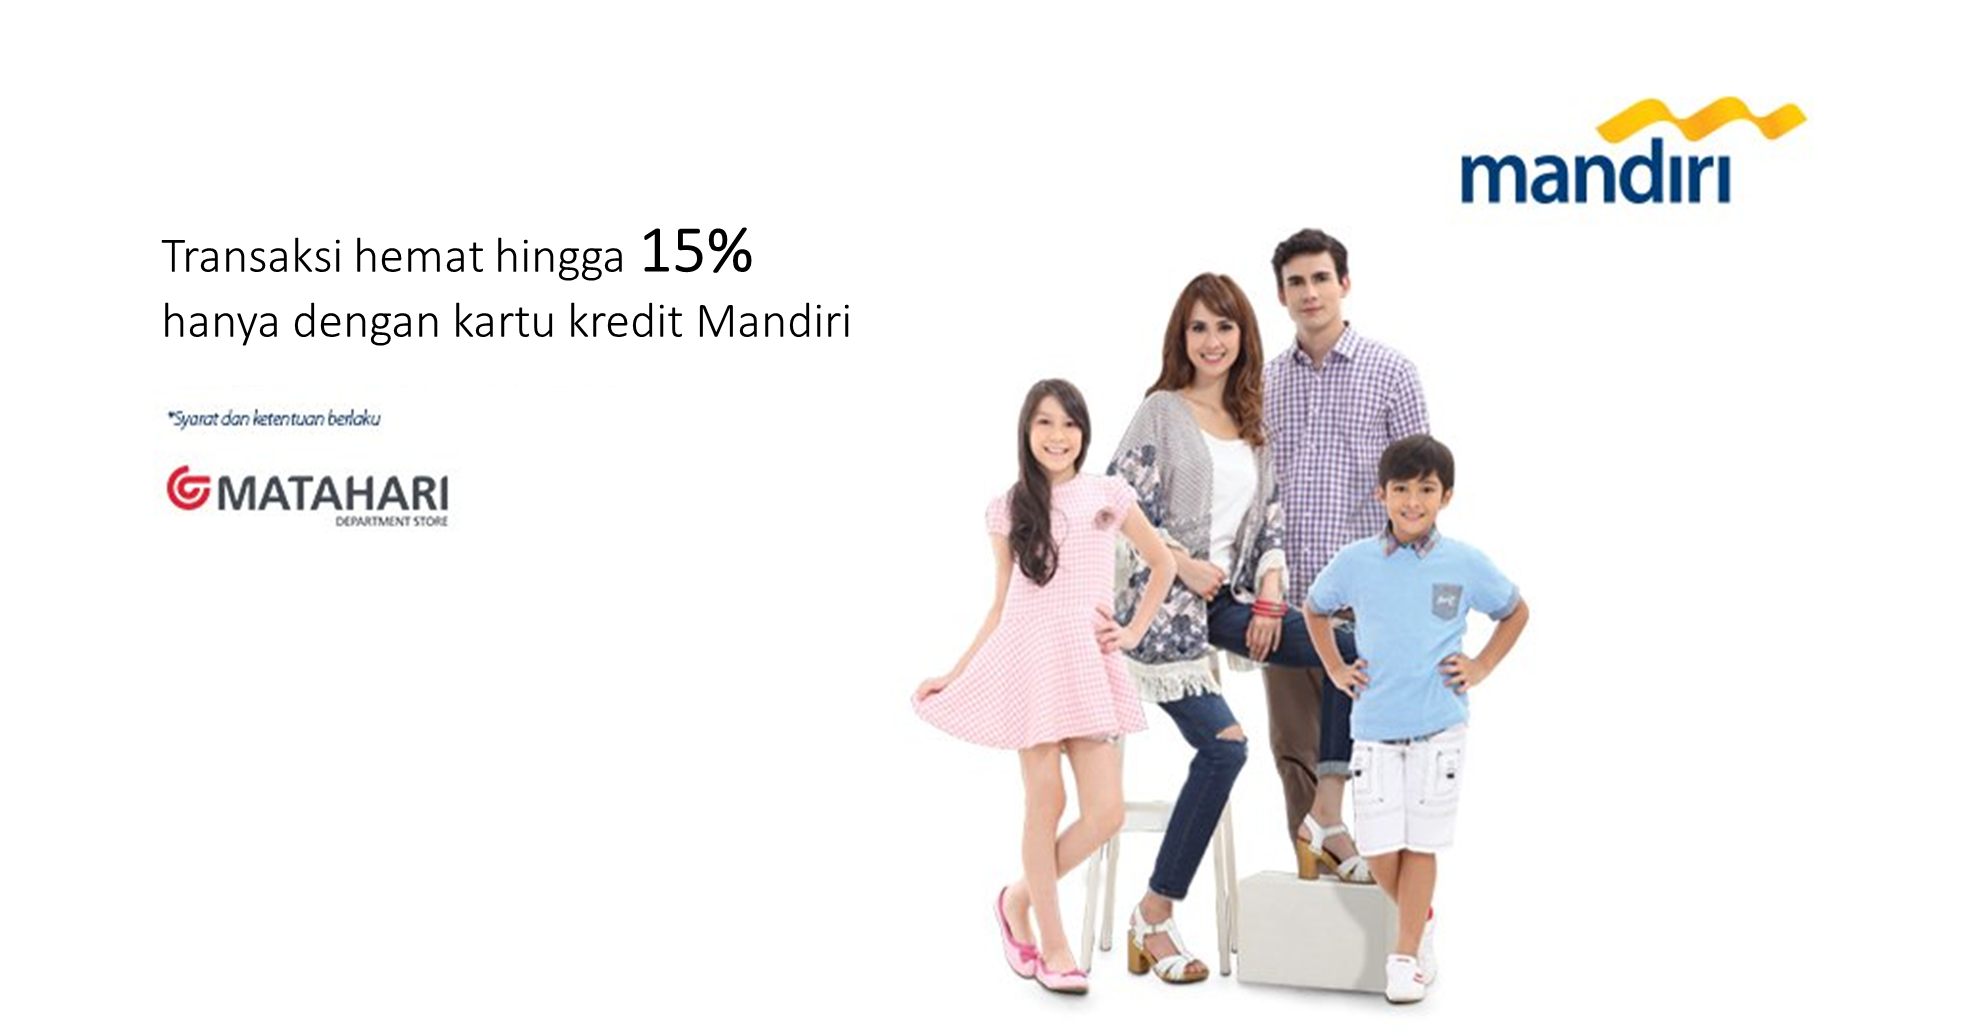 mandiri
Transaksi hemat hingga 15%
hanya dengan kartu kredit Mandiri
*Syarat dan ketentuan berlaku
MATAHARI
DEPARTMENT STORE